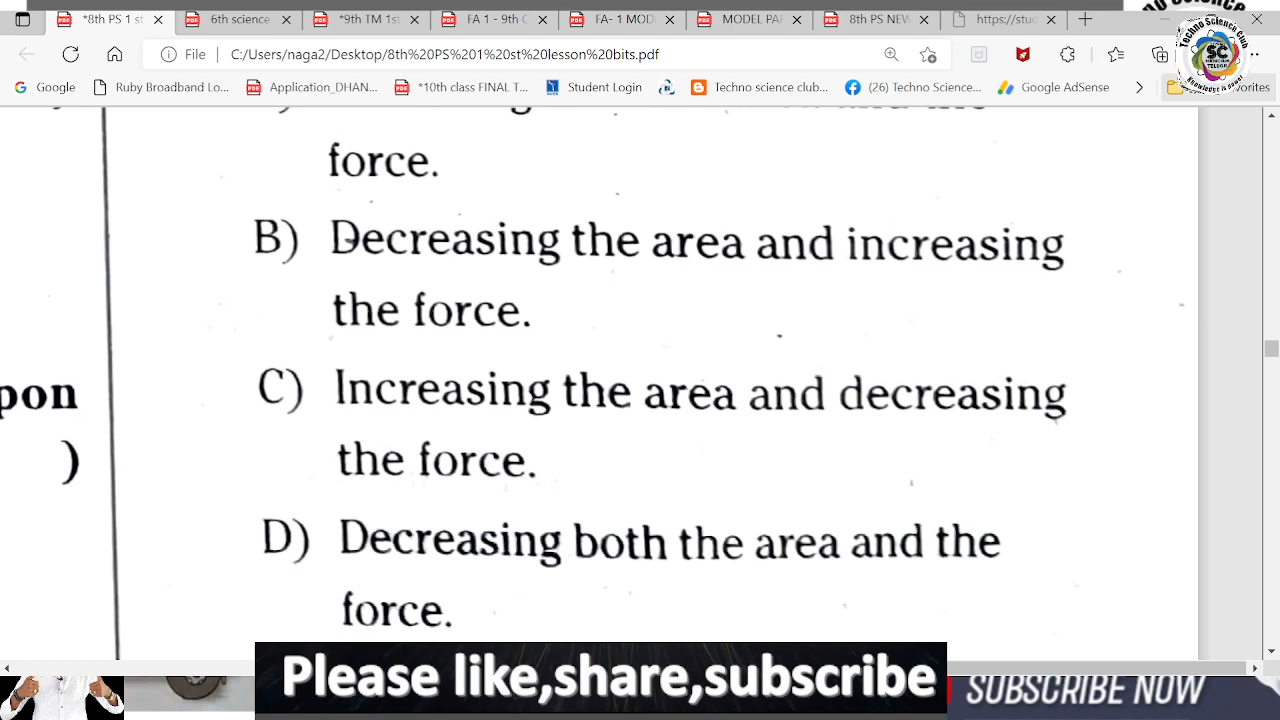 *8th PS 1 st
6th science
*9th TM 1st
FA 1 - 9th C
FA- 1 MOD
MODEL PAP
8th PS NEW
https://stud
File
C:/Users/naga2/Desktop/8th%20PS%201%20st%20lesson%20bits.pdf
Google
Ruby Broadband Lo...
Application_DHAN...
*10th class FINAL T...
Student Login
Techno science club...
(26) Techno Science...
Google AdSense
Techno Science Club
SC
force.
B) Decreasing the area and increasing
the force.
C) Increasing the area and decreasing
the force.
D) Decreasing both the area and the
force.
pon
)
Please like,share,subscribe
SUBSCRIBE NOW